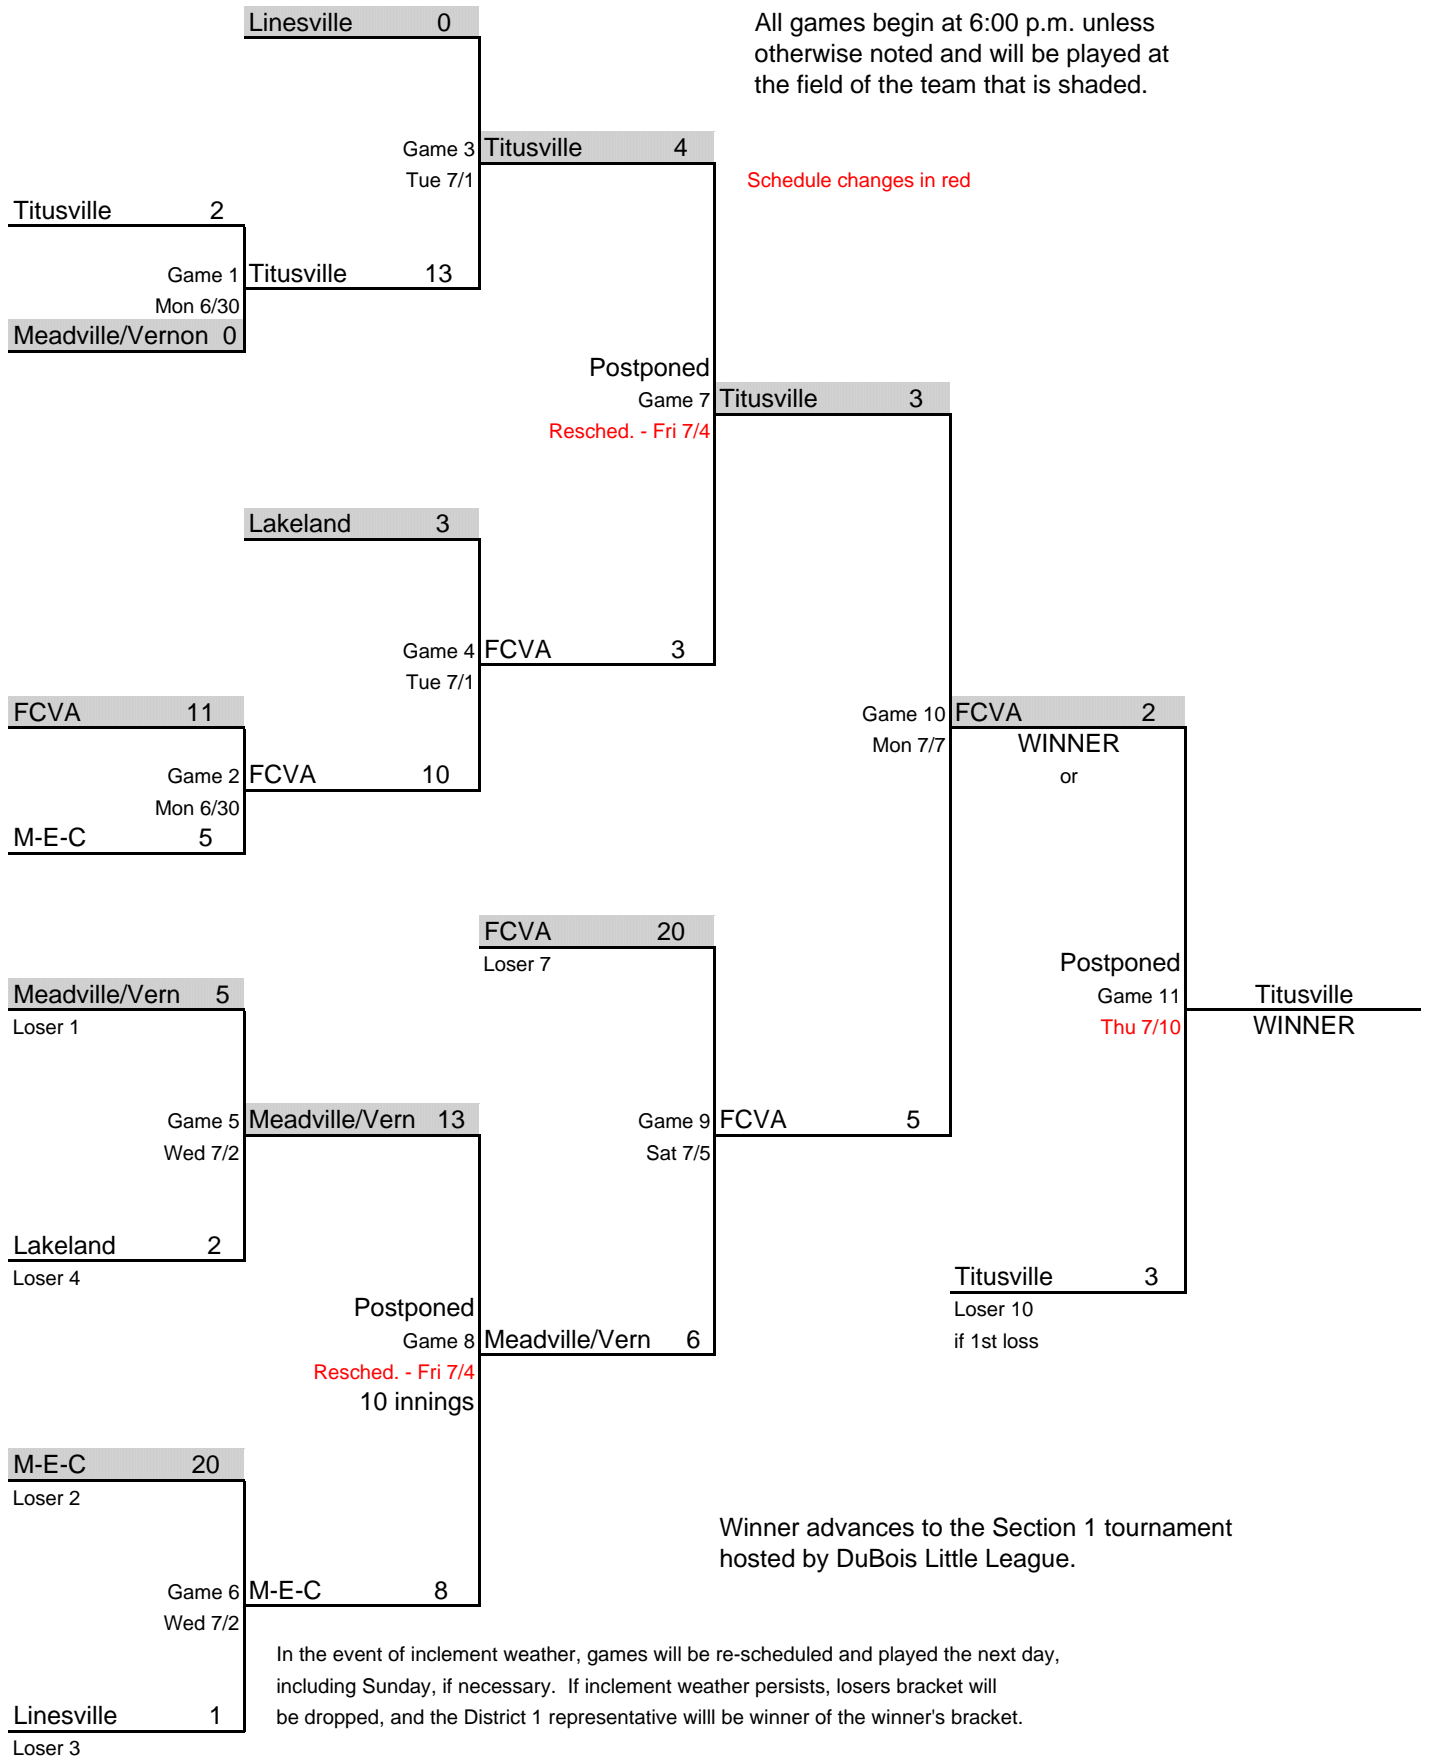 Linesville 0
All games begin at 6:00 p.m. unless
otherwise noted and will be played at
the field of the team that is shaded.
Game 3 Titusville 4
Tue 7/1
Schedule changes in red
Titusville 2
Game 1 Titusville 13
Mon 6/30
Meadville/Vernon 0
Postponed
Game 7 Titusville 3
Resched. - Fri 7/4
Lakeland 3
Game 4 FCVA 3
Tue 7/1
FCVA 11
Game 10 FCVA 2
Mon 7/7 WINNER
or
Game 2 FCVA 10
Mon 6/30
M-E-C 5
FCVA 20
Loser 7
Postponed
Meadville/Vern 5
Game 11 Titusville
Loser 1
Thu 7/10 WINNER
Game 5 Meadville/Vern 13
Wed 7/2
Game 9 FCVA 5
Sat 7/5
Lakeland 2
Loser 4
Titusville 3
Loser 10
if 1st loss
Postponed
Game 8 Meadville/Vern 6
Resched. - Fri 7/4
10 innings
M-E-C 20
Loser 2
Winner advances to the Section 1 tournament
hosted by DuBois Little League.
Game 6 M-E-C 8
Wed 7/2
In the event of inclement weather, games will be re-scheduled and played the next day,
including Sunday, if necessary. If inclement weather persists, losers bracket will
be dropped, and the District 1 representative willl be winner of the winner's bracket.
Linesville 1
Loser 3